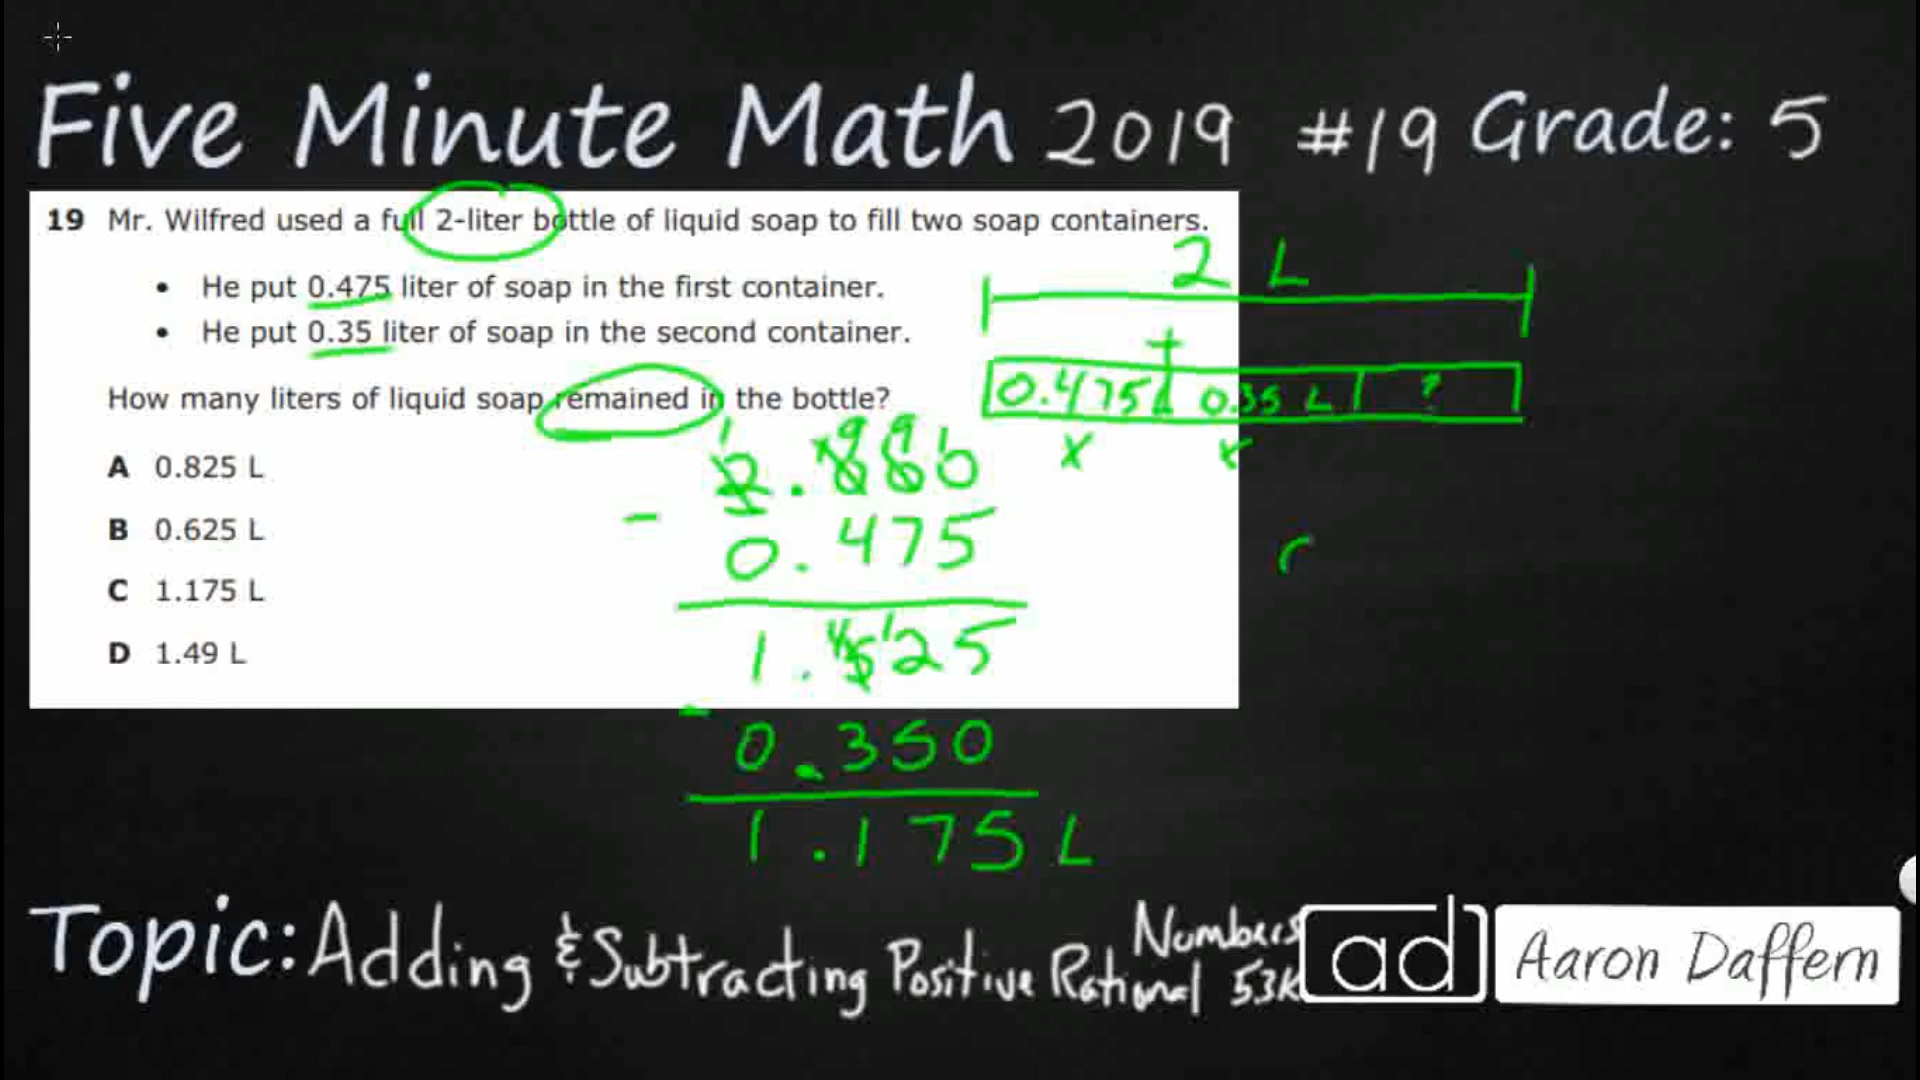 Five Minute Math 2019 #19 Grade: 5
19 Mr. Wilfred used a full 2-liter bottle of liquid soap to fill two soap containers.
2 L
• He put 0.475 liter of soap in the first container.
• He put 0.35 liter of soap in the second container.
0.475 0.35 L ?
How many liters of liquid soap remained in the bottle?
A 0.825 L
B 0.625 L
C 1.175 L
D 1.49 L
- 0.475
1.525
- 0.350
1.175 L
Topic: Adding & Subtracting Positive Rational Numbers 5.3K
ad Aaron Daffern